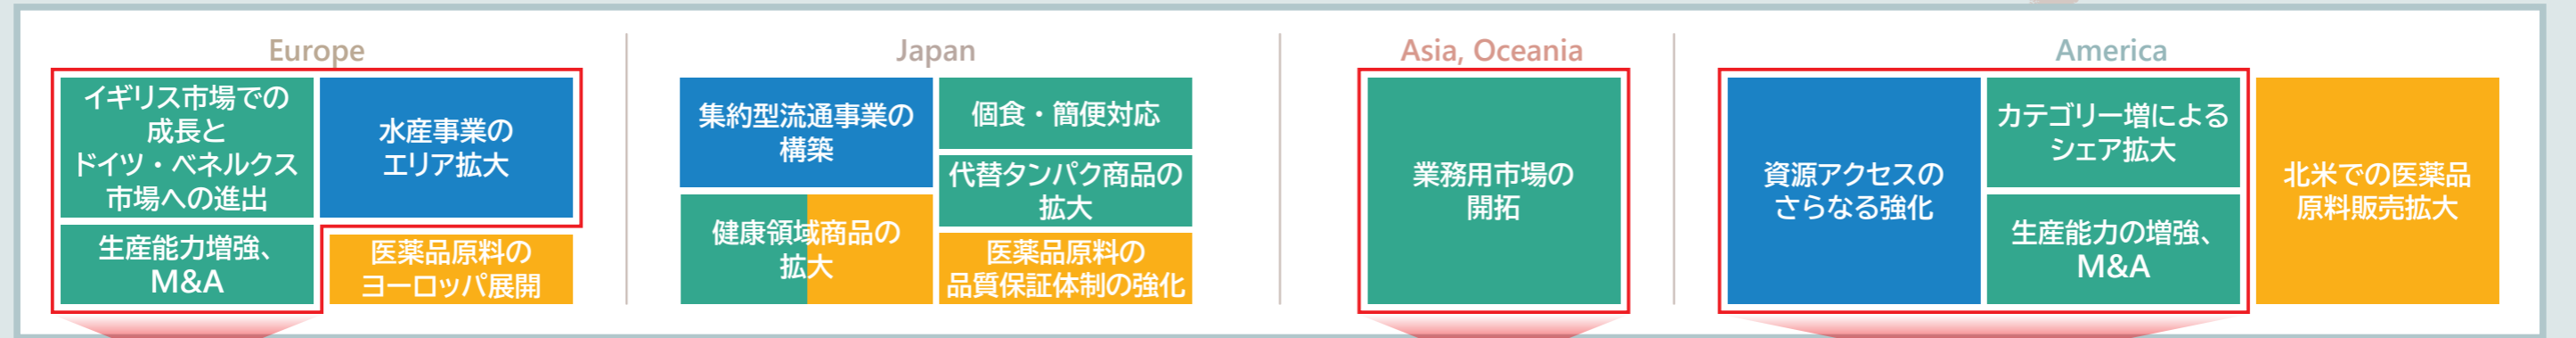 Europe
イギリス市場での
成長と
ドイツ・ベネルクス
市場への進出
水産事業の
エリア拡大
生産能力増強、
M&A
医薬品原料の
ヨーロッパ展開
Japan
集約型流通事業の
構築
個食・簡便対応
代替タンパク商品の
拡大
健康領域商品の
拡大
医薬品原料の
品質保証体制の強化
Asia, Oceania
業務用市場の
開拓
America
資源アクセスの
さらなる強化
カテゴリー増による
シェア拡大
生産能力の増強、
M&A
北米での医薬品
原料販売拡大